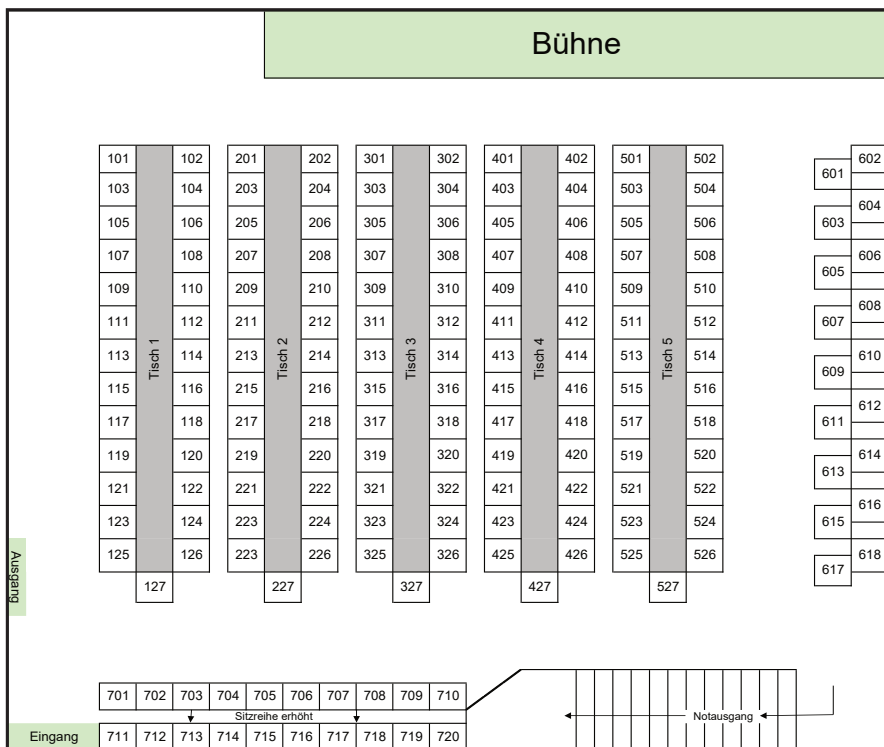 Bühne
101 102 201 202 301 302 401 402 501 502 602
601
103 104 203 204 303 304 403 404 503 504
604
105 106 205 206 305 306 405 406 505 506 603
107 108 207 208 307 308 407 408 507 508 606
605
109 110 209 210 309 310 409 410 509 510
608
111 112 211 212 311 312 411 412 511 512 607
Tisch 1 Tisch 2 Tisch 3 Tisch 4 Tisch 5
113 114 213 214 313 314 413 414 513 514 610
609
115 116 215 216 315 316 415 416 515 516
612
117 118 217 218 317 318 417 418 517 518 611
119 120 219 220 319 320 419 420 519 520 614
613
121 122 221 222 321 322 421 422 521 522
616
123 124 223 224 323 324 423 424 523 524 615
125 126 223 226 325 326 425 426 525 526 618
617
Ausgang
127 227 327 427 527
701 702 703 704 705 706 707 708 709 710
Sitzreihe erhöht Notausgang
Eingang 711 712 713 714 715 716 717 718 719 720